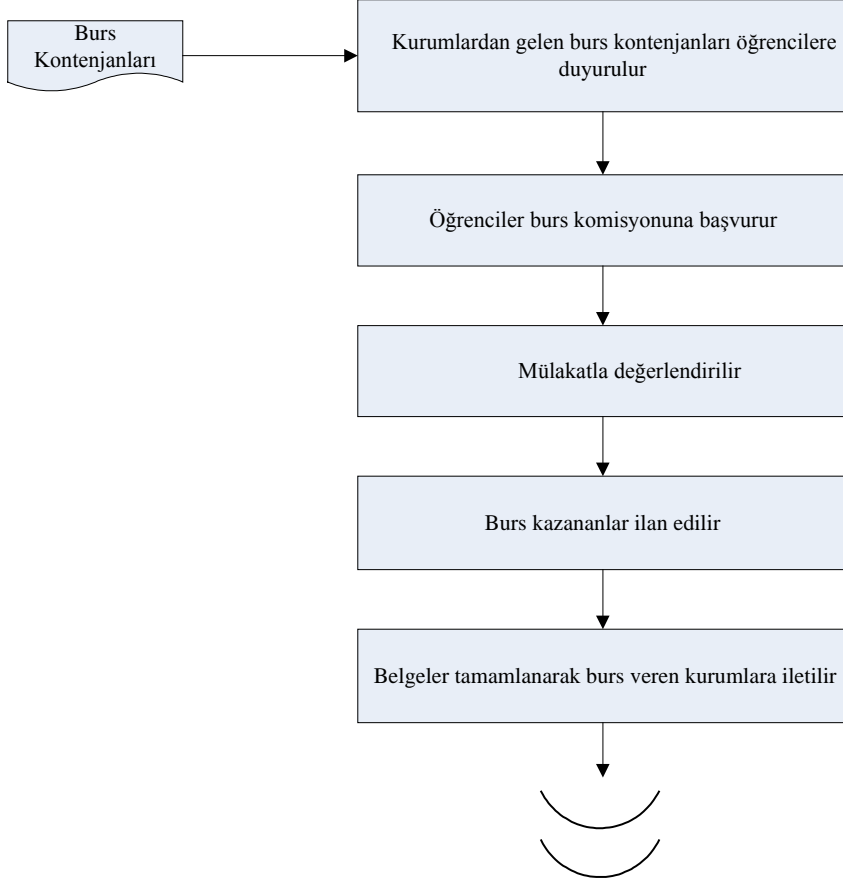 Burs
Kontenjanları
Kurumlardan gelen burs kontenjanları öğrencilere
duyurulur
Öğrenciler burs komisyonuna başvurur
Mülakatla değerlendirilir
Burs kazananlar ilan edilir
Belgeler tamamlanarak burs veren kurumlara iletilir